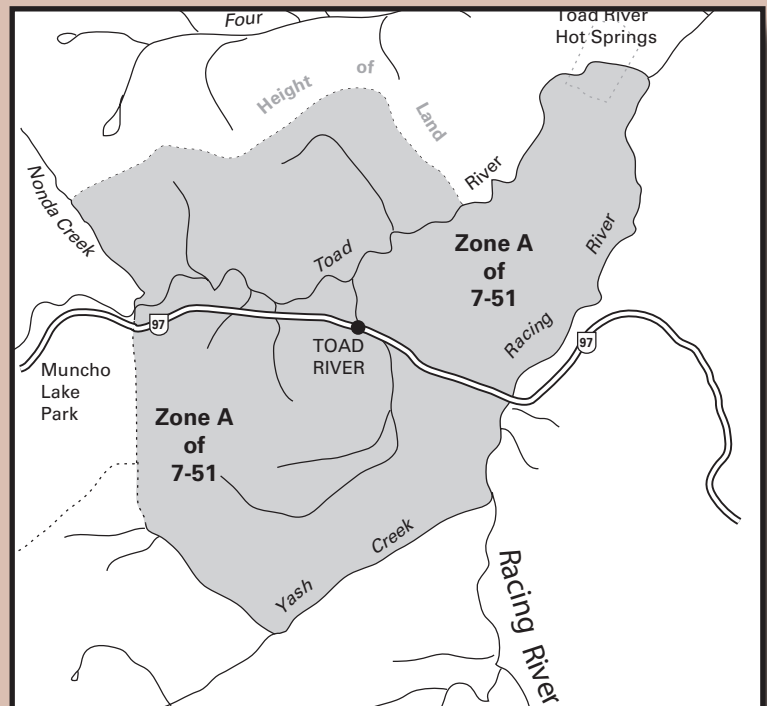 Four
Toad River
Hot Springs
Height of Land
Nonda Creek
River
Toad
Zone A
of
7-51
River
Racing
97
97
TOAD
RIVER
Muncho
Lake
Park
Zone A
of
7-51
Creek
Yash
Racing River